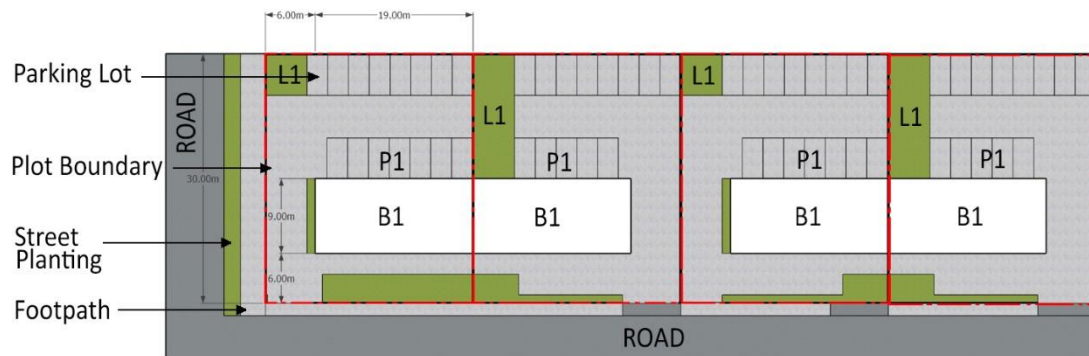 6.00m 19.00m
Parking Lot
L1 L1
ROAD
L1 L1
Plot Boundary
P1 P1 P1 P1
30.00m
9.00m
B1 B1 B1 B1
Street
Planting
6.00m
Footpath
ROAD